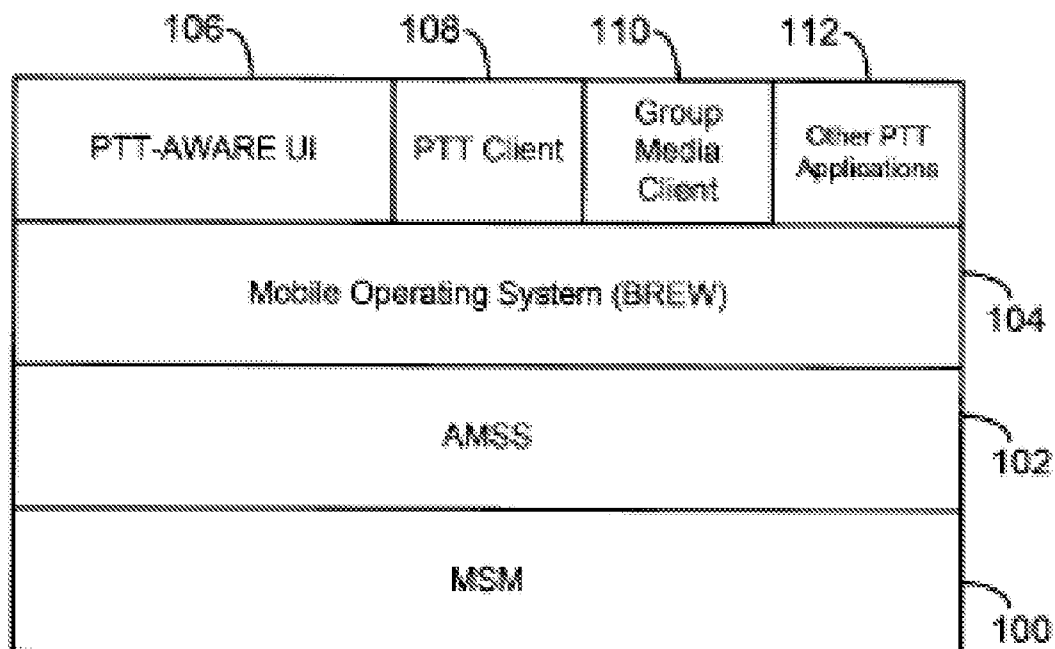 106
108
110
112
PTT-AWARE UI
PTT Client
Group
Media
Client
Other PTT
Applications
Mobile Operating System (BREW)
104
AMSS
102
MSM
100